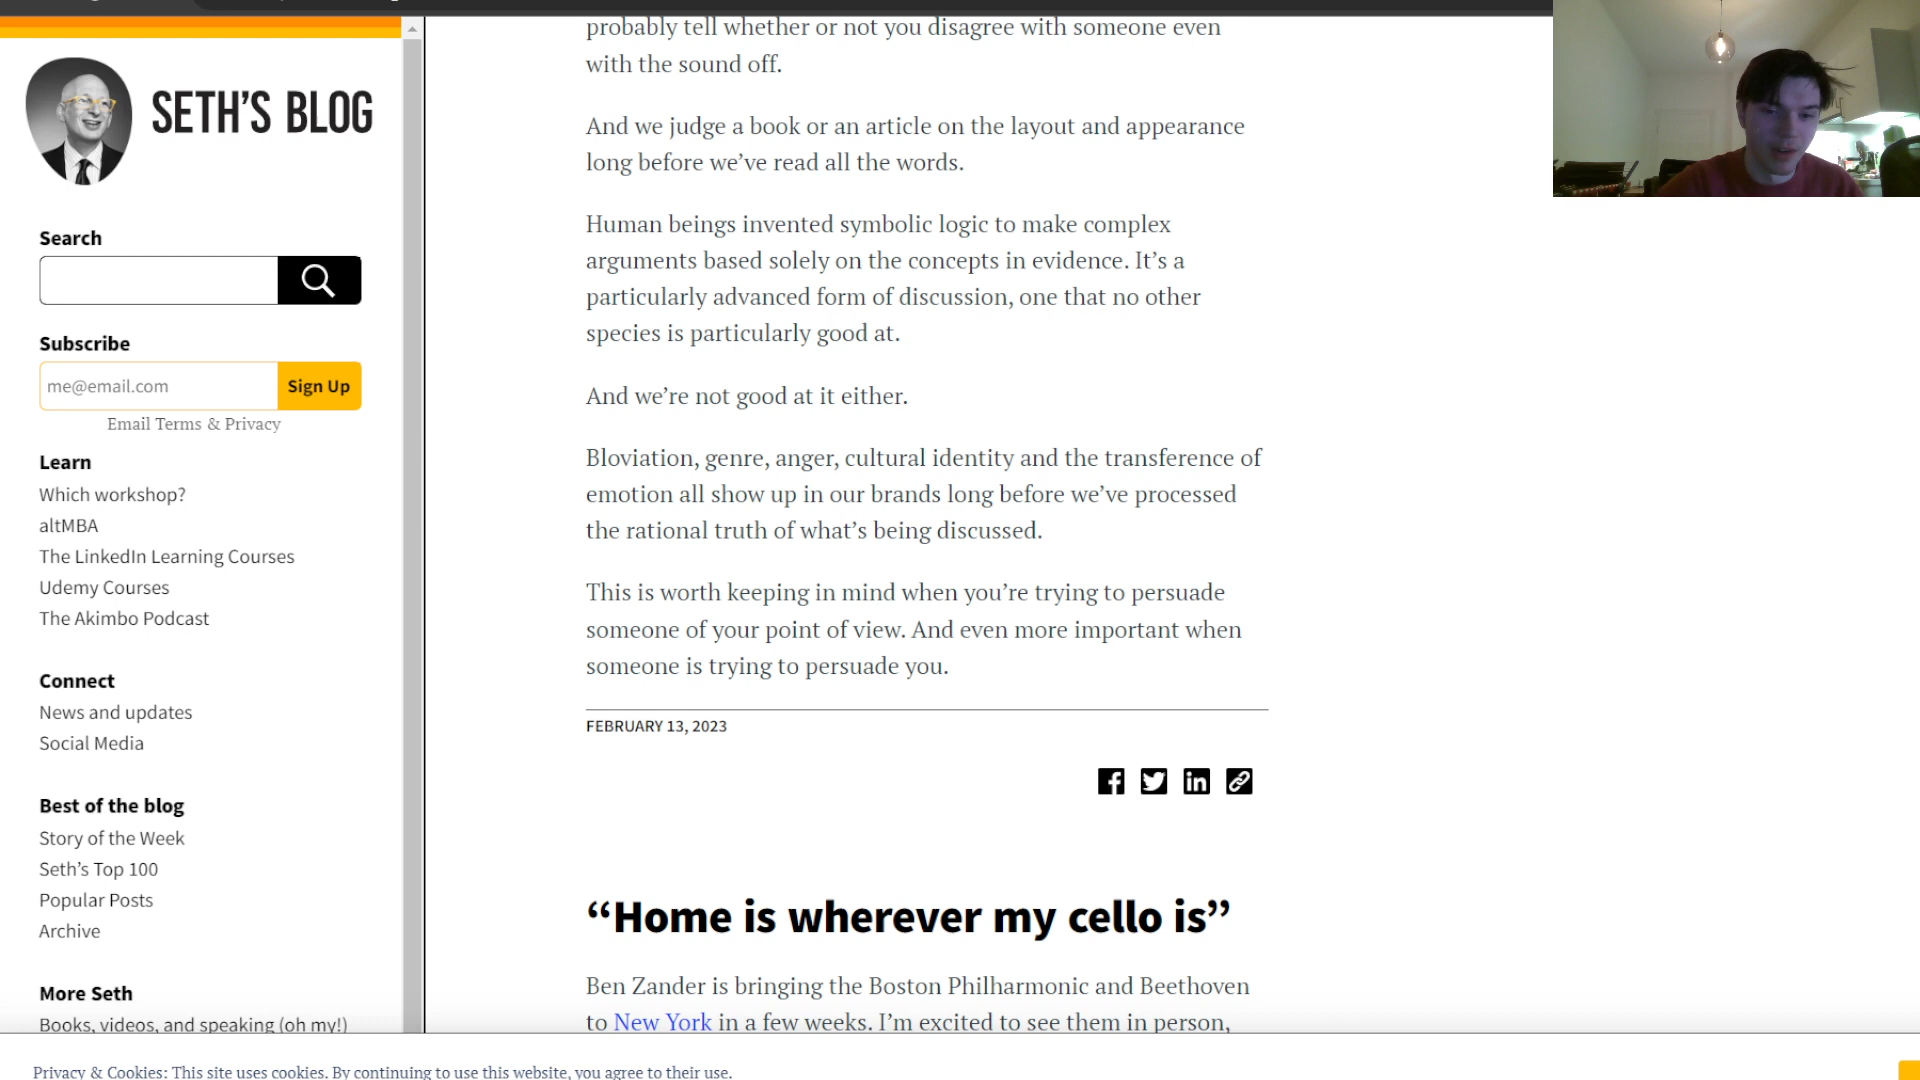 SETH'S BLOG
Search
Subscribe
me@email.com
Sign Up
Email Terms & Privacy
Learn
Which workshop?
altMBA
The LinkedIn Learning Courses
Udemy Courses
The Akimbo Podcast
Connect
News and updates
Social Media
Best of the blog
Story of the Week
Seth's Top 100
Popular Posts
Archive
More Seth
Books, videos, and speaking (oh my!)
probably tell whether or not you disagree with someone even
with the sound off.
And we judge a book or an article on the layout and appearance
long before we've read all the words.
Human beings invented symbolic logic to make complex
arguments based solely on the concepts in evidence. It's a
particularly advanced form of discussion, one that no other
species is particularly good at.
And we're not good at it either.
Bloviation, genre, anger, cultural identity and the transference of
emotion all show up in our brands long before we've processed
the rational truth of what's being discussed.
This is worth keeping in mind when you're trying to persuade
someone of your point of view. And even more important when
someone is trying to persuade you.
FEBRUARY 13, 2023
“Home is wherever my cello is”
Ben Zander is bringing the Boston Philharmonic and Beethoven
to New York in a few weeks. I'm excited to see them in person,
Privacy & Cookies: This site uses cookies. By continuing to use this website, you agree to their use.